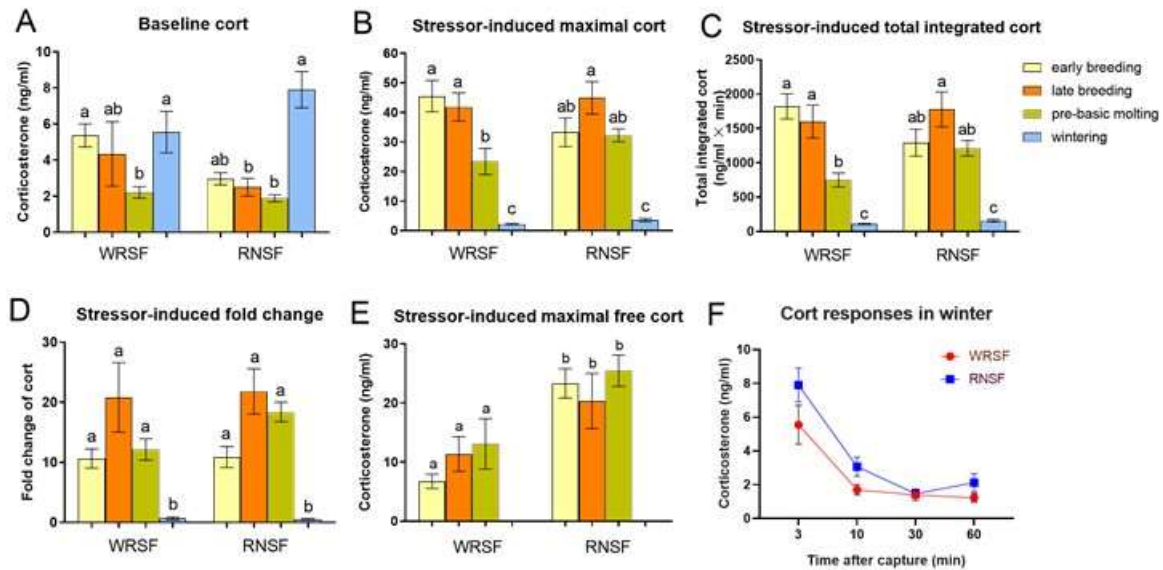 A
Baseline cort
Corticosterone (ng/ml)
10
8
6
4
2
0
a
ab
b
a
ab
b
b
a
WRSF
RNSF
B
Stressor-induced maximal cort
Corticosterone (ng/ml)
60
50
40
30
20
10
0
a
a
b
c
ab
a
ab
c
WRSF
RNSF
C
Stressor-induced total integrated cort
Total integrated cort
(ng/ml × min)
2500
2000
1500
1000
500
0
a
a
b
c
ab
a
ab
c
WRSF
RNSF
early breeding
late breeding
pre-basic molting
wintering
D
Stressor-induced fold change
Fold change of cort
30
20
10
0
a
a
a
b
a
a
a
b
WRSF
RNSF
E
Stressor-induced maximal free cort
Corticosterone (ng/ml)
30
20
10
0
a
a
a
b
b
b
WRSF
RNSF
F
Cort responses in winter
Corticosterone (ng/ml)
10
8
6
4
2
0
WRSF
RNSF
3
10
30
60
Time after capture (min)